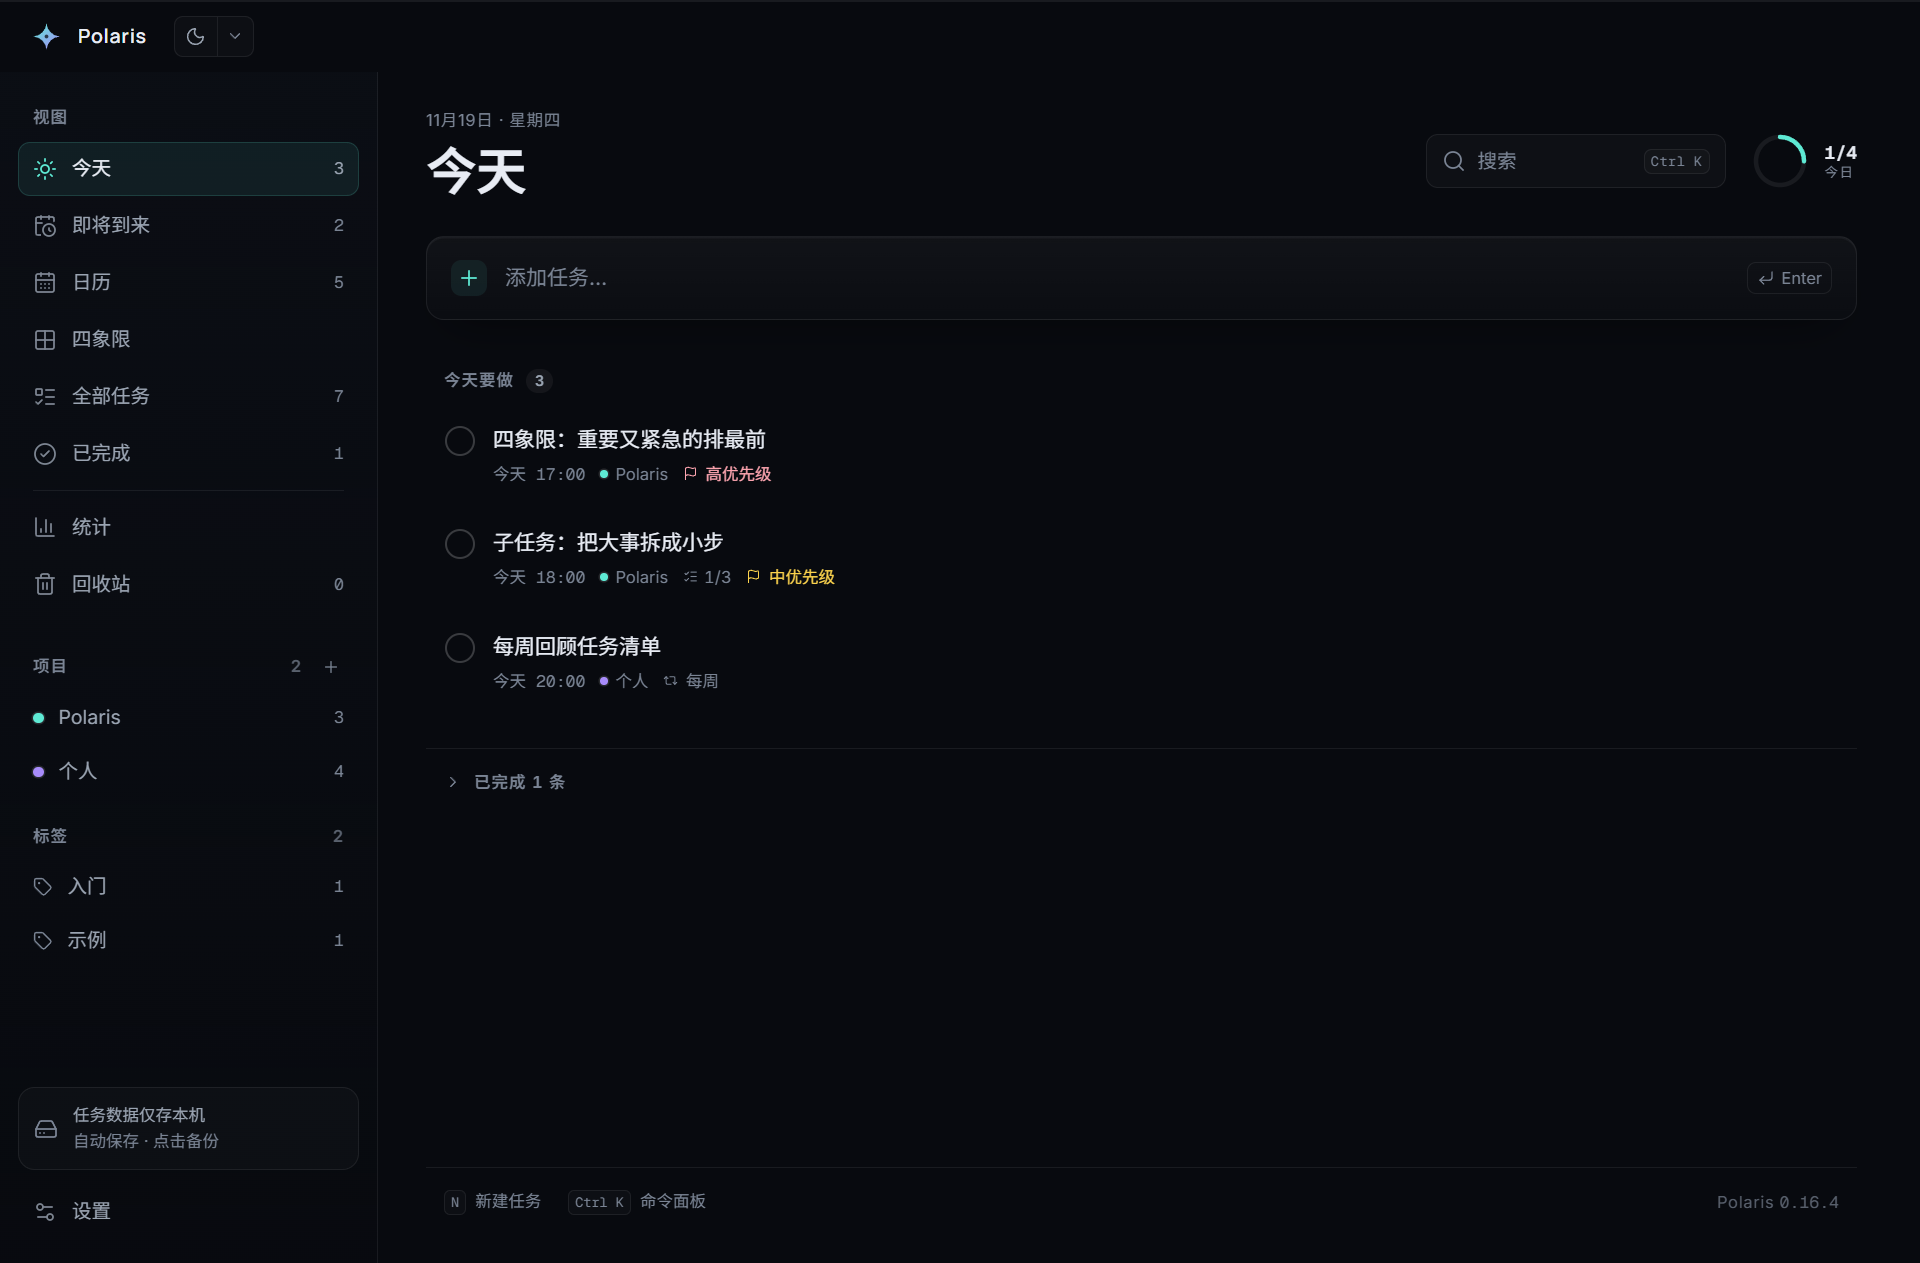 Polaris
视图
今天 3
即将到来 2
日历 5
四象限
全部任务 7
已完成 1
统计
回收站 0
项目 2
Polaris 3
个人 4
标签 2
入门 1
示例 1
任务数据仅存本机
自动保存 · 点击备份
设置
11月19日 · 星期四
今天
搜索 Ctrl K
1/4
今日
添加任务... Enter
今天要做 3
四象限：重要又紧急的排最前
今天 17:00 Polaris 高优先级
子任务：把大事拆成小步
今天 18:00 Polaris 1/3 中优先级
每周回顾任务清单
今天 20:00 个人 每周
已完成 1 条
N 新建任务 Ctrl K 命令面板
Polaris 0.16.4